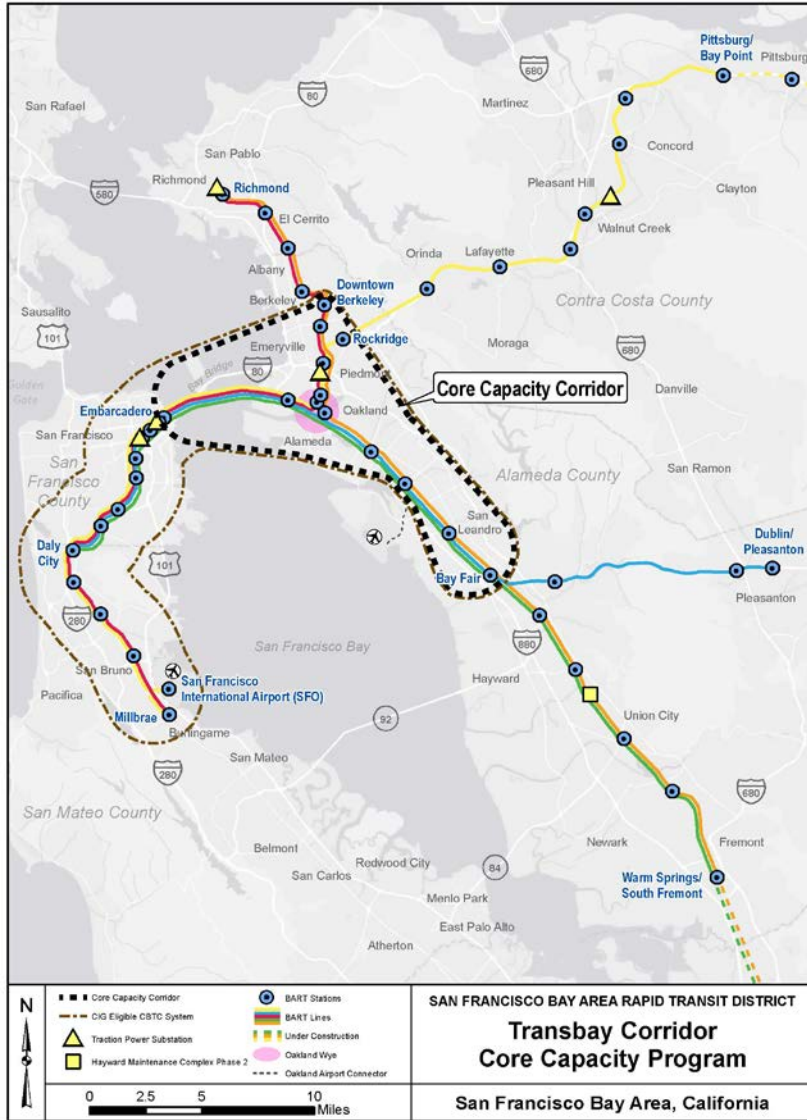 Pittsburg/
Bay Point
Pittsburg
680
80
Martinez
San Rafael
Concord
San Pablo
Richmond
Richmond
Pleasant Hill
Clayton
580
El Cerrito
Walnut Creek
Orinda
Lafayette
Albany
Downtown
Berkeley
Berkeley
Contra Costa County
Sausalito
101
Emeryville
Rockridge
Moraga
680
Golden
Gate
Bay Bridge
80
Piedmont
Core Capacity Corridor
Danville
Embarcadero
Oakland
San Francisco
Alameda
San
Francisco
County
Alameda County
San Ramon
San
Leandro
Daly
City
101
Dublin/
Pleasanton
Bay Fair
Pleasanton
280
San Francisco Bay
880
San Bruno
Hayward
Pacifica
San Francisco
International Airport (SFO)
Millbrae
92
Union City
Burlingame
San Mateo
280
680
San Mateo County
Newark
Fremont
Belmont
Redwood City
84
San Carlos
Warm Springs/
South Fremont
Menlo Park
East Palo Alto
Atherton
N
Core Capacity Corridor
CIG Eligible CBTC System
Traction Power Substation
Hayward Maintenance Complex Phase 2
BART Stations
BART Lines
Under Construction
Oakland Wye
Oakland Airport Connector
0 2.5 5 10
Miles
SAN FRANCISCO BAY AREA RAPID TRANSIT DISTRICT
Transbay Corridor
Core Capacity Program
San Francisco Bay Area, California